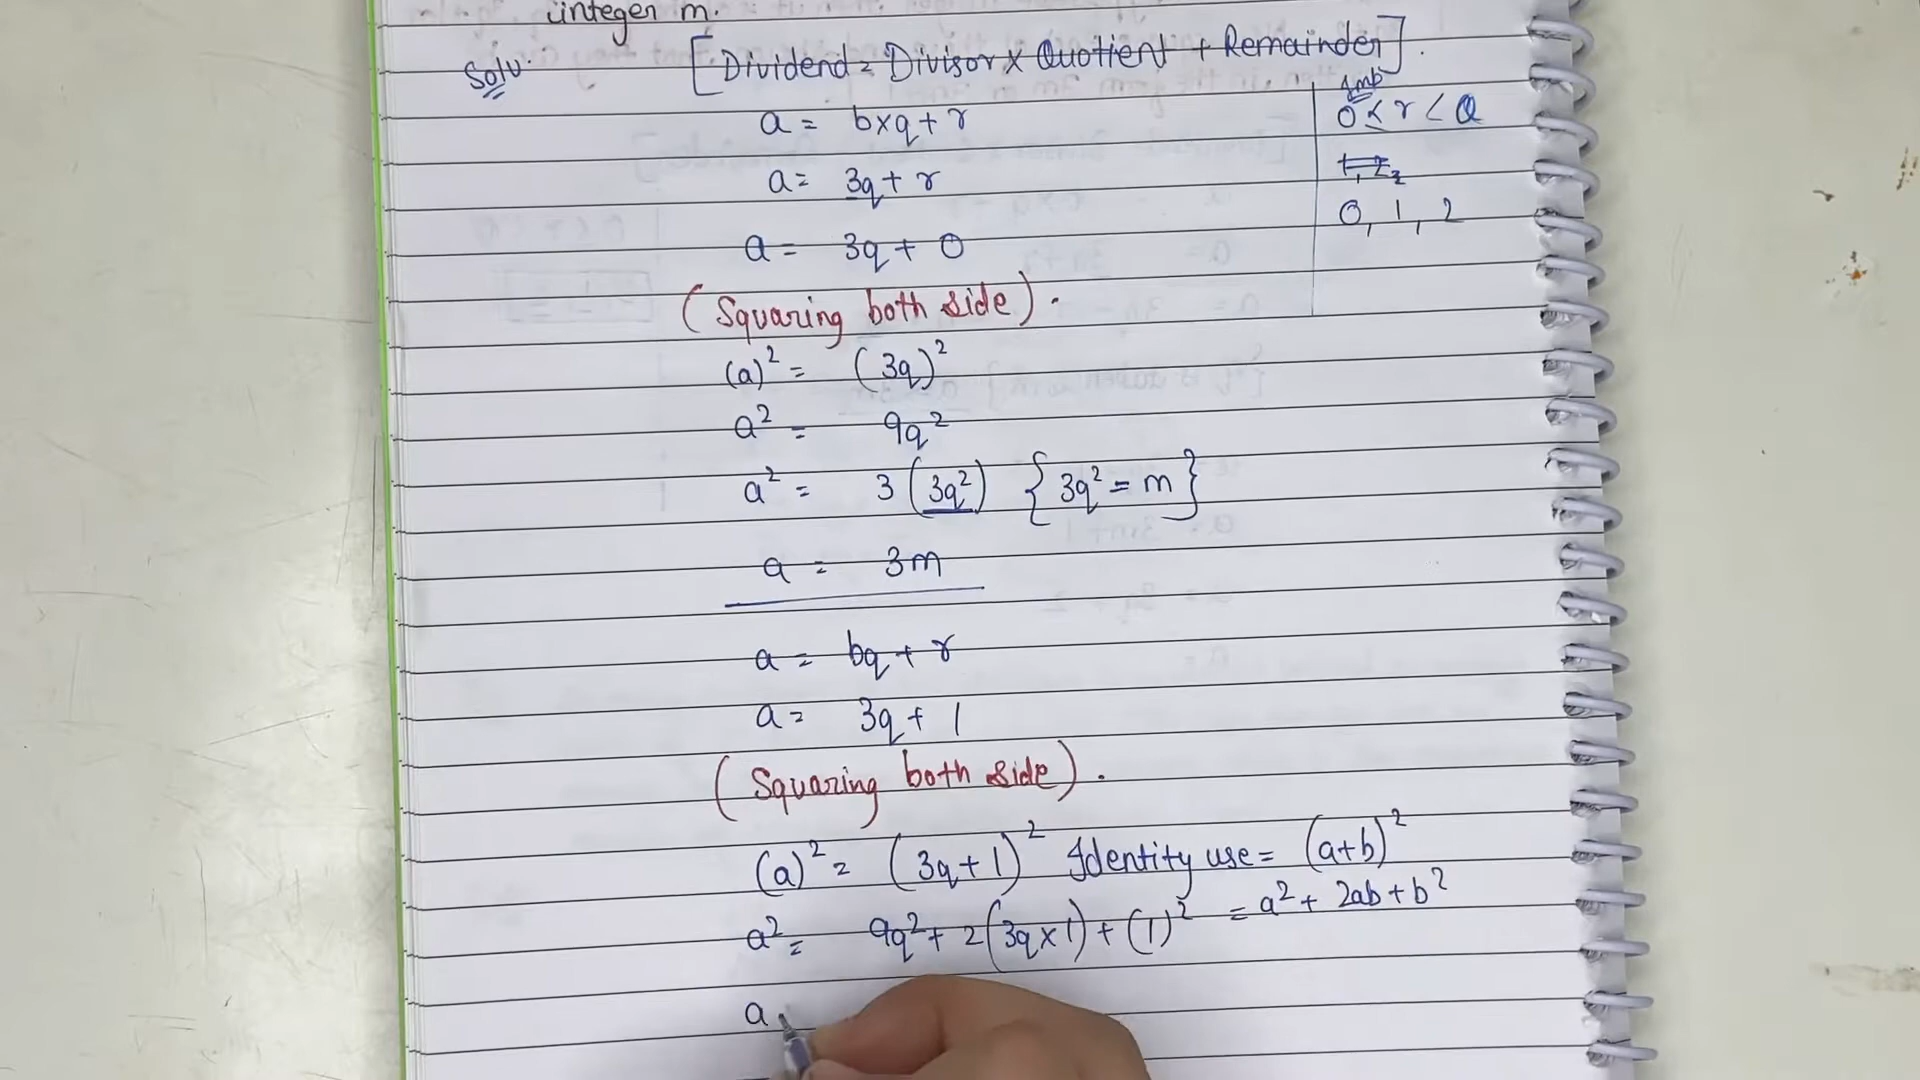 integer m.
Solu. [Dividend = Divisor × Quotient + Remainder].
a = b×q + r
a = 3q + r
a = 3q + 0
(Squaring both side).
(a)² = (3q)²
a² = 9q²
a² = 3(3q²) {3q² = m}
a = 3m
a = bq + r
a = 3q + 1
(Squaring both side).
(a)² = (3q+1)² Identity use = (a+b)²
= a² + 2ab + b²
a² = 9q² + 2(3q×1) + (1)²
a
Imp
0 ≤ r < a
1, 2
0, 1, 2